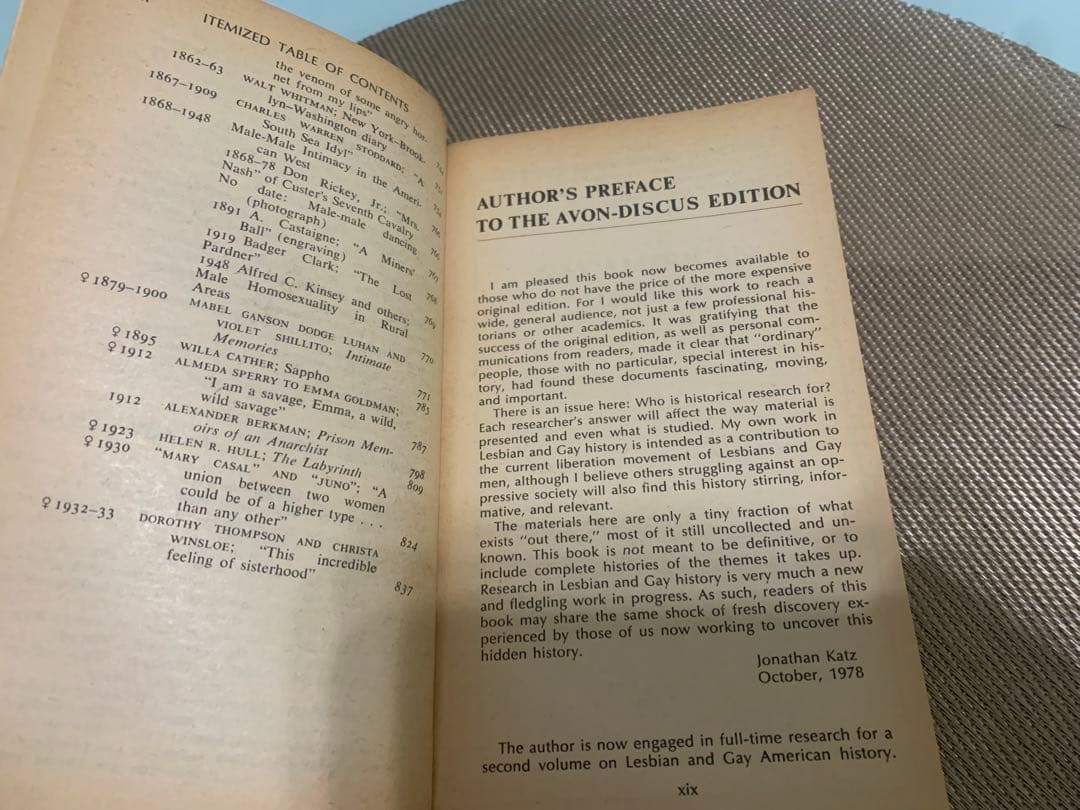 ITEMIZED TABLE OF CONTENTS
the venom of some angry hor-
net from my lips"
1862–63 WALT WHITMAN; New York–Brook-
lyn–Washington diary
1867–1909 CHARLES WARREN STODDARD; "A
South Sea Idyl"
1868–1948 Male-Male Intimacy in the Ameri-
can West
1868–78 Don Rickey, Jr.; "Mrs.
Nash" of Custer's Seventh Cavalry
No date: Male-male dancing
(photograph)
1891 A. Castaigne; "A Miners'
Ball" (engraving)
1919 Badger Clark; "The Lost
Pardner"
1948 Alfred C. Kinsey and others;
Male Homosexuality in Rural
Areas 769
♀ 1879–1900 MABEL GANSON DODGE LUHAN AND
VIOLET SHILLITO; Intimate
Memories 770
♀ 1895 WILLA CATHER; Sappho 771
♀ 1912 ALMEDA SPERRY TO EMMA GOLDMAN;
"I am a savage, Emma, a wild,
wild savage"
1912 ALEXANDER BERKMAN; Prison Mem-
oirs of an Anarchist 787
♀ 1923 HELEN R. HULL; The Labyrinth 798
♀ 1930 "MARY CASAL" AND "JUNO"; "A 809
union between two women
could be of a higher type . . .
than any other"
♀ 1932–33 DOROTHY THOMPSON AND CHRISTA 824
WINSLOE; "This incredible
feeling of sisterhood" 837
AUTHOR'S PREFACE
TO THE AVON-DISCUS EDITION
I am pleased this book now becomes available to
those who do not have the price of the more expensive
original edition. For I would like this work to reach a
wide, general audience, not just a few professional his-
torians or other academics. It was gratifying that the
success of the original edition, as well as personal com-
munications from readers, made it clear that "ordinary"
people, those with no particular, special interest in his-
tory, had found these documents fascinating, moving,
and important.
There is an issue here: Who is historical research for?
Each researcher's answer will affect the way material is
presented and even what is studied. My own work in
Lesbian and Gay history is intended as a contribution to
the current liberation movement of Lesbians and Gay
men, although I believe others struggling against an op-
pressive society will also find this history stirring, infor-
mative, and relevant.
The materials here are only a tiny fraction of what
exists "out there," most of it still uncollected and un-
known. This book is not meant to be definitive, or to
include complete histories of the themes it takes up.
Research in Lesbian and Gay history is very much a new
and fledgling work in progress. As such, readers of this
book may share the same shock of fresh discovery ex-
perienced by those of us now working to uncover this
hidden history.
Jonathan Katz
October, 1978
The author is now engaged in full-time research for a
second volume on Lesbian and Gay American history.
xix